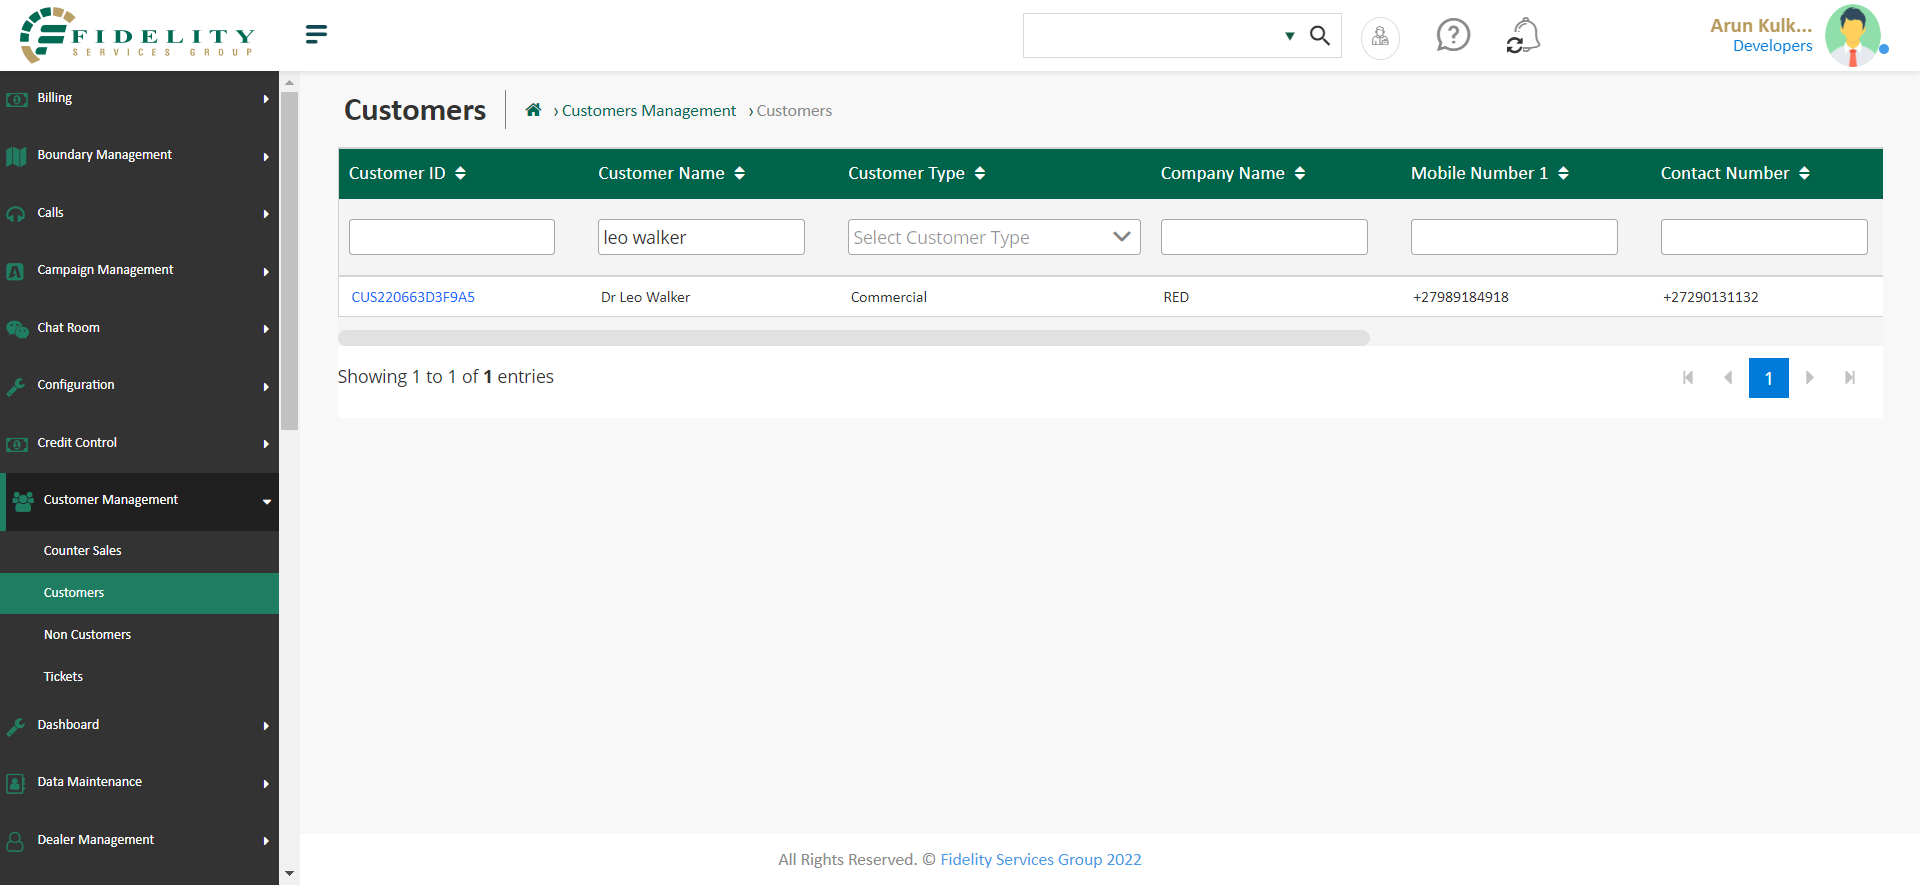 FIDELITY
SERVICES GROUP
Arun Kulk...
Developers
Billing
Boundary Management
Calls
Campaign Management
Chat Room
Configuration
Credit Control
Customer Management
Counter Sales
Customers
Non Customers
Tickets
Dashboard
Data Maintenance
Dealer Management
Customers
› Customers Management › Customers
Customer ID Customer Name Customer Type Company Name Mobile Number 1 Contact Number
leo walker Select Customer Type
CUS220663D3F9A5 Dr Leo Walker Commercial RED +27989184918 +27290131132
Showing 1 to 1 of 1 entries
1
All Rights Reserved. © Fidelity Services Group 2022